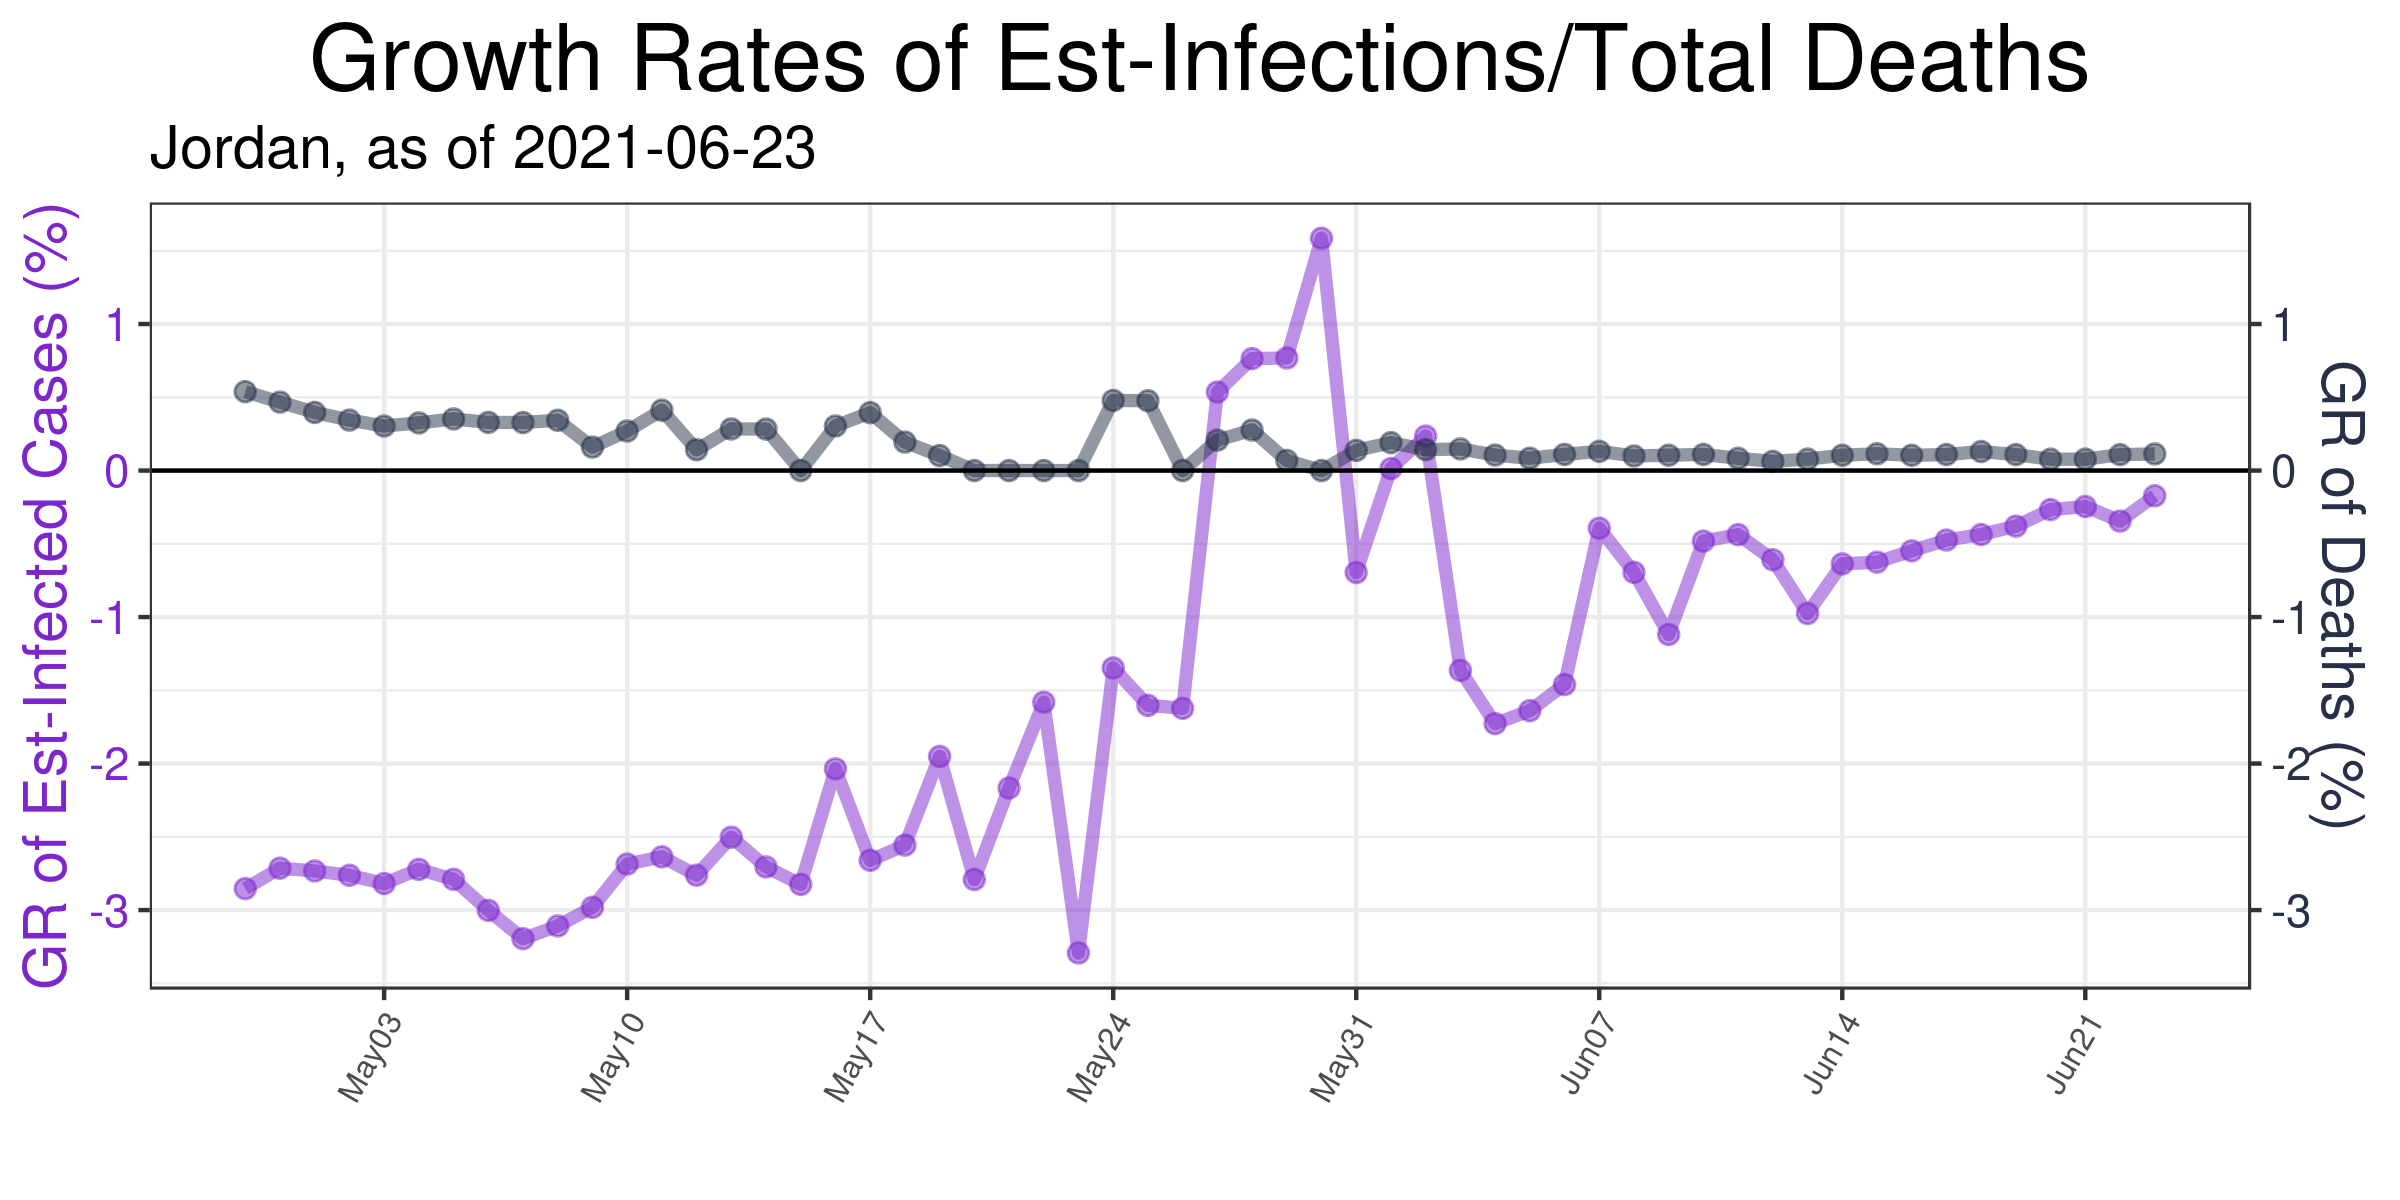 Growth Rates of Est-Infections/Total Deaths
Jordan, as of 2021-06-23
GR of Est-Infected Cases (%)
1
0
-1
-2
-3
1
0
-1
-2
-3
GR of Deaths (%)
May03
May10
May17
May24
May31
Jun07
Jun14
Jun21